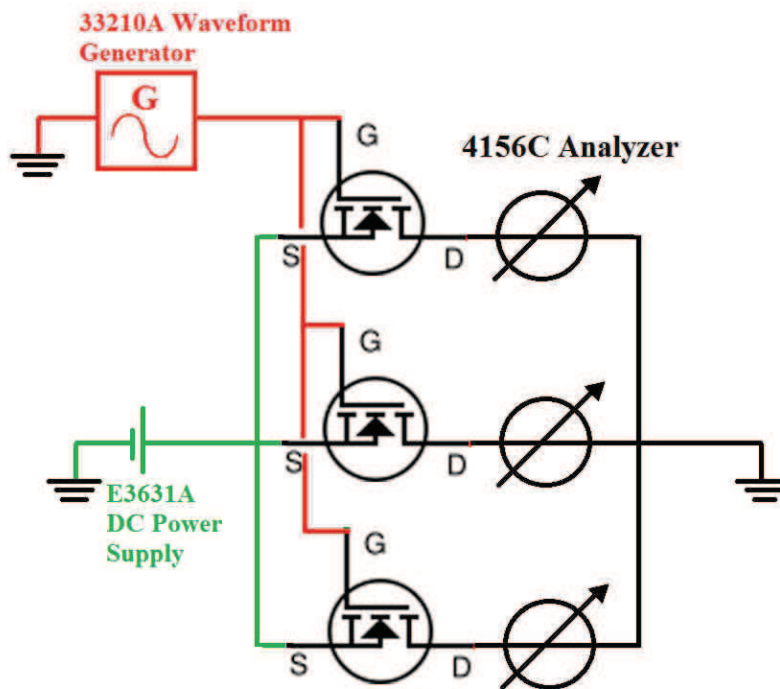 33210A Waveform
Generator
G
G
4156C Analyzer
S
D
G
S
D
E3631A
DC Power
Supply
G
S
D